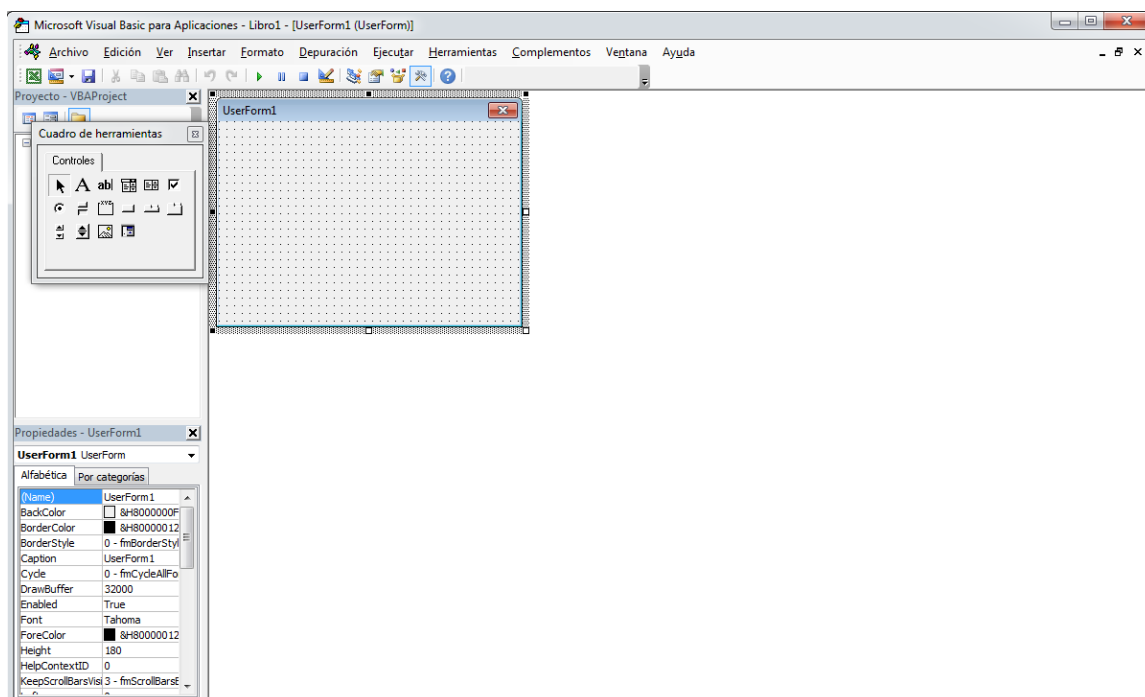 Microsoft Visual Basic para Aplicaciones - Libro1 - [UserForm1 (UserForm)]
Archivo Edición Ver Insertar Formato Depuración Ejecutar Herramientas Complementos Ventana Ayuda
Proyecto - VBAProject
UserForm1
Cuadro de herramientas
Controles
A ab|
XYZ
Propiedades - UserForm1
UserForm1 UserForm
Alfabética Por categorías
(Name) UserForm1
BackColor &H8000000F
BorderColor &H80000012
BorderStyle 0 - fmBorderStyl
Caption UserForm1
Cycle 0 - fmCycleAllFo
DrawBuffer 32000
Enabled True
Font Tahoma
ForeColor &H80000012
Height 180
HelpContextID 0
KeepScrollBarsVisi 3 - fmScrollBarsE